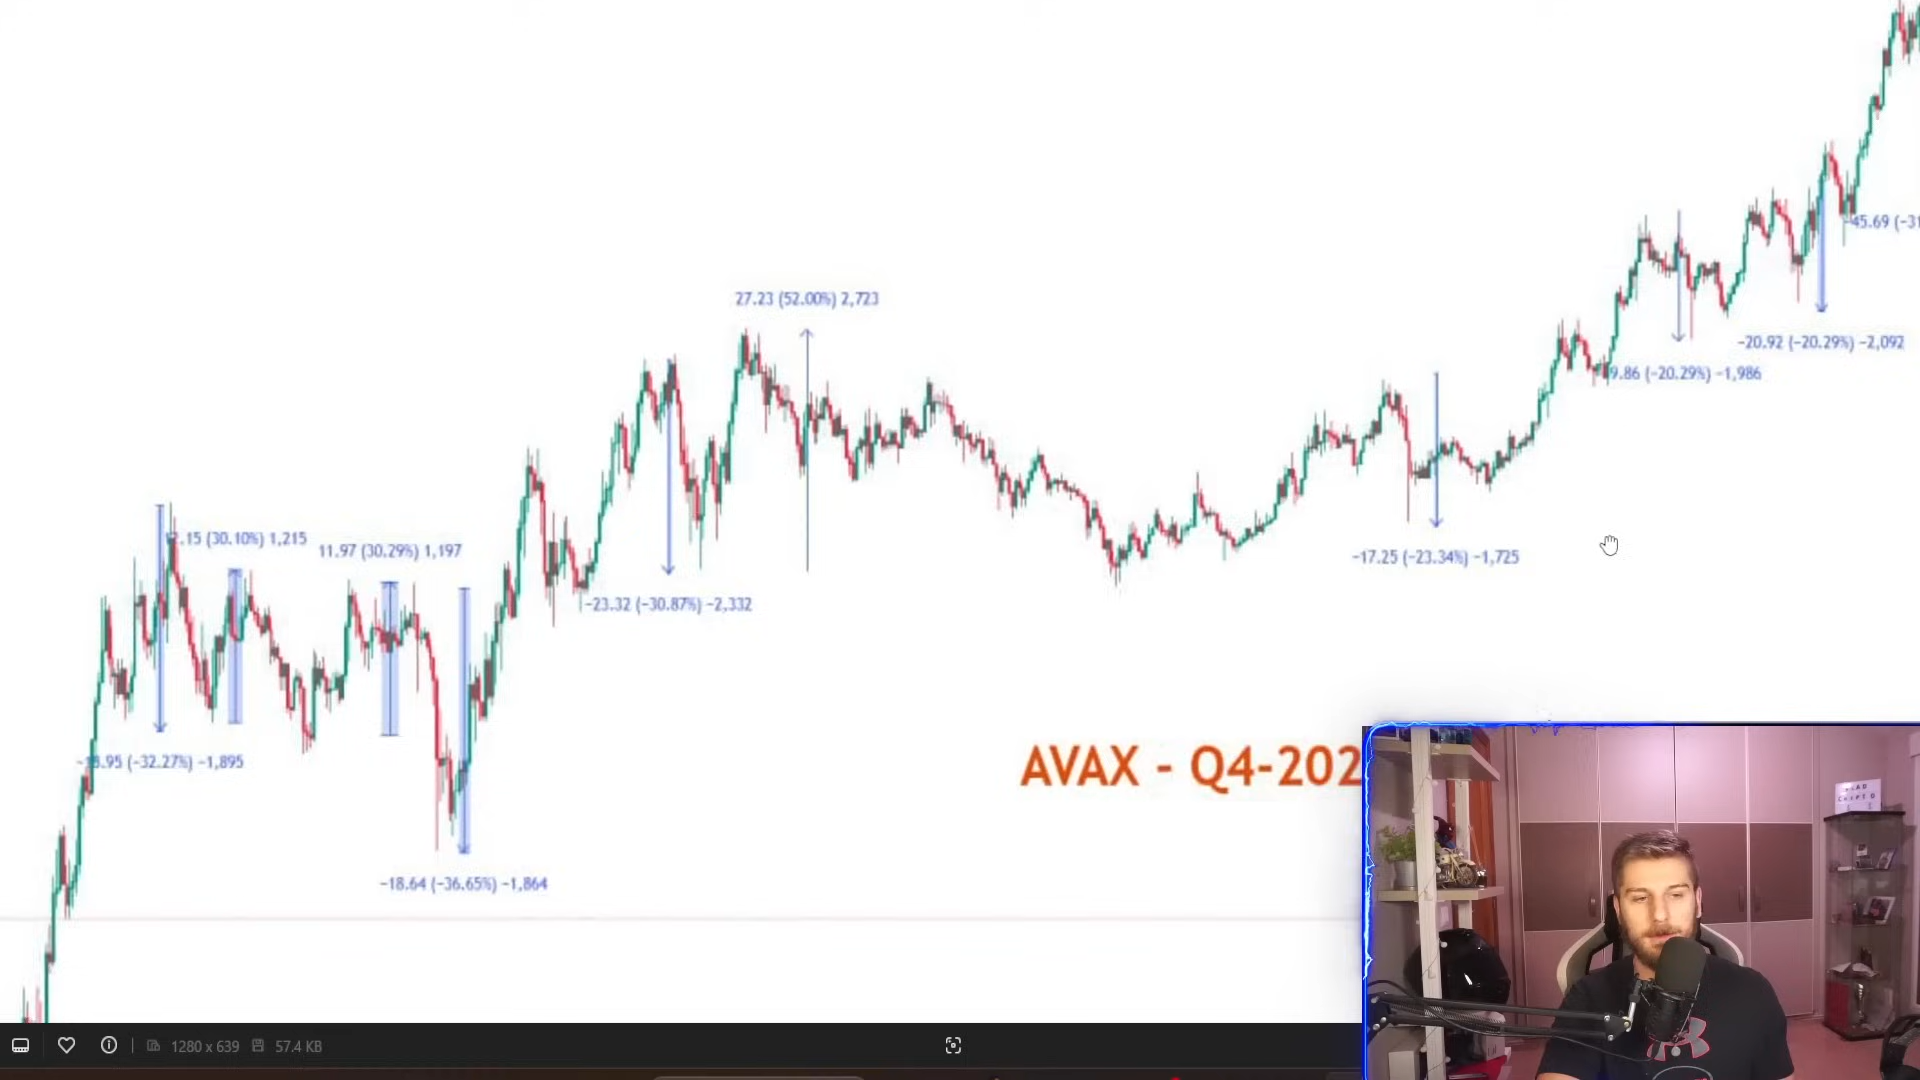 27.23 (52.00%) 2,723
.15 (30.10%) 1,215
11.97 (30.29%) 1,197
-45.69 (-31
-20.92 (-20.29%) -2,092
9.86 (-20.29%) -1,986
-17.25 (-23.34%) -1,725
-23.32 (-30.87%) -2,332
-18.95 (-32.27%) -1,895
-18.64 (-36.65%) -1,864
AVAX - Q4-202
1280 x 639 57.4 KB